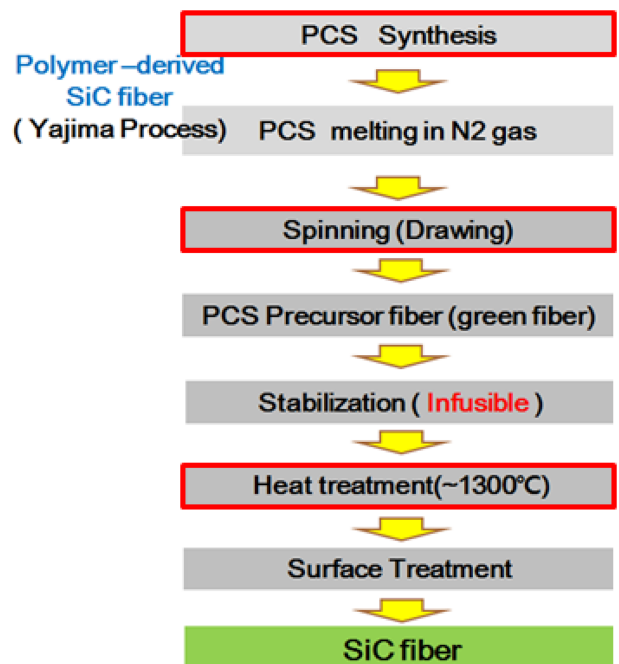 PCS Synthesis
Polymer –derived
SiC fiber
( Yajima Process)
PCS melting in N2 gas
Spinning (Drawing)
PCS Precursor fiber (green fiber)
Stabilization ( Infusible )
Heat treatment(~1300℃)
Surface Treatment
SiC fiber